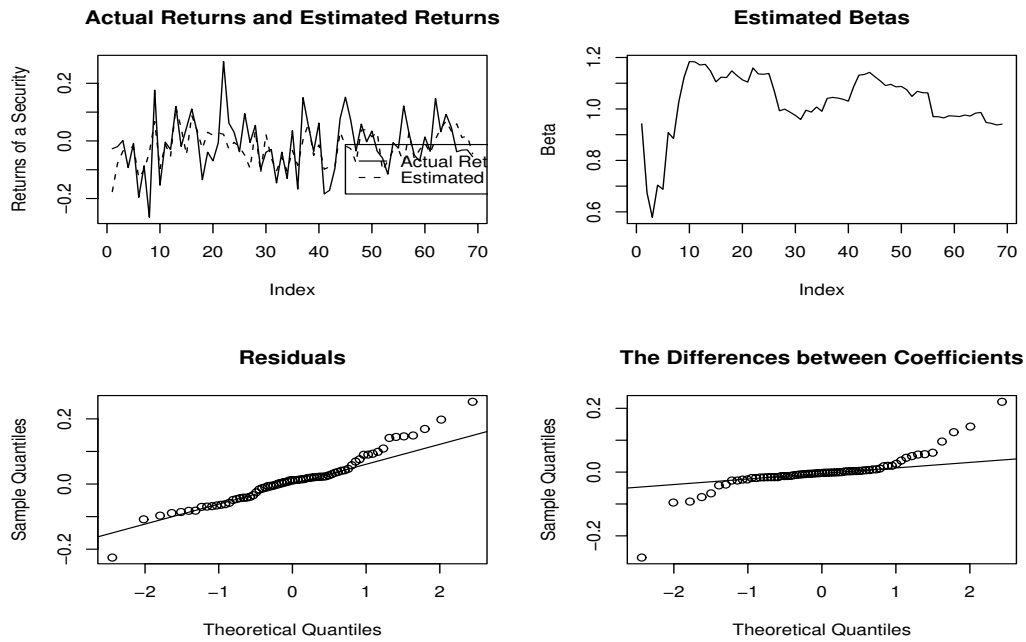 Actual Returns and Estimated Returns
Returns of a Security
−0.2 0.0 0.2
Actual Ret
Estimated
0 10 20 30 40 50 60 70
Index
Estimated Betas
Beta
0.6 0.8 1.0 1.2
0 10 20 30 40 50 60 70
Index
Residuals
Sample Quantiles
−0.2 0.0 0.2
−2 −1 0 1 2
Theoretical Quantiles
The Differences between Coefficients
Sample Quantiles
−0.2 0.0 0.2
−2 −1 0 1 2
Theoretical Quantiles